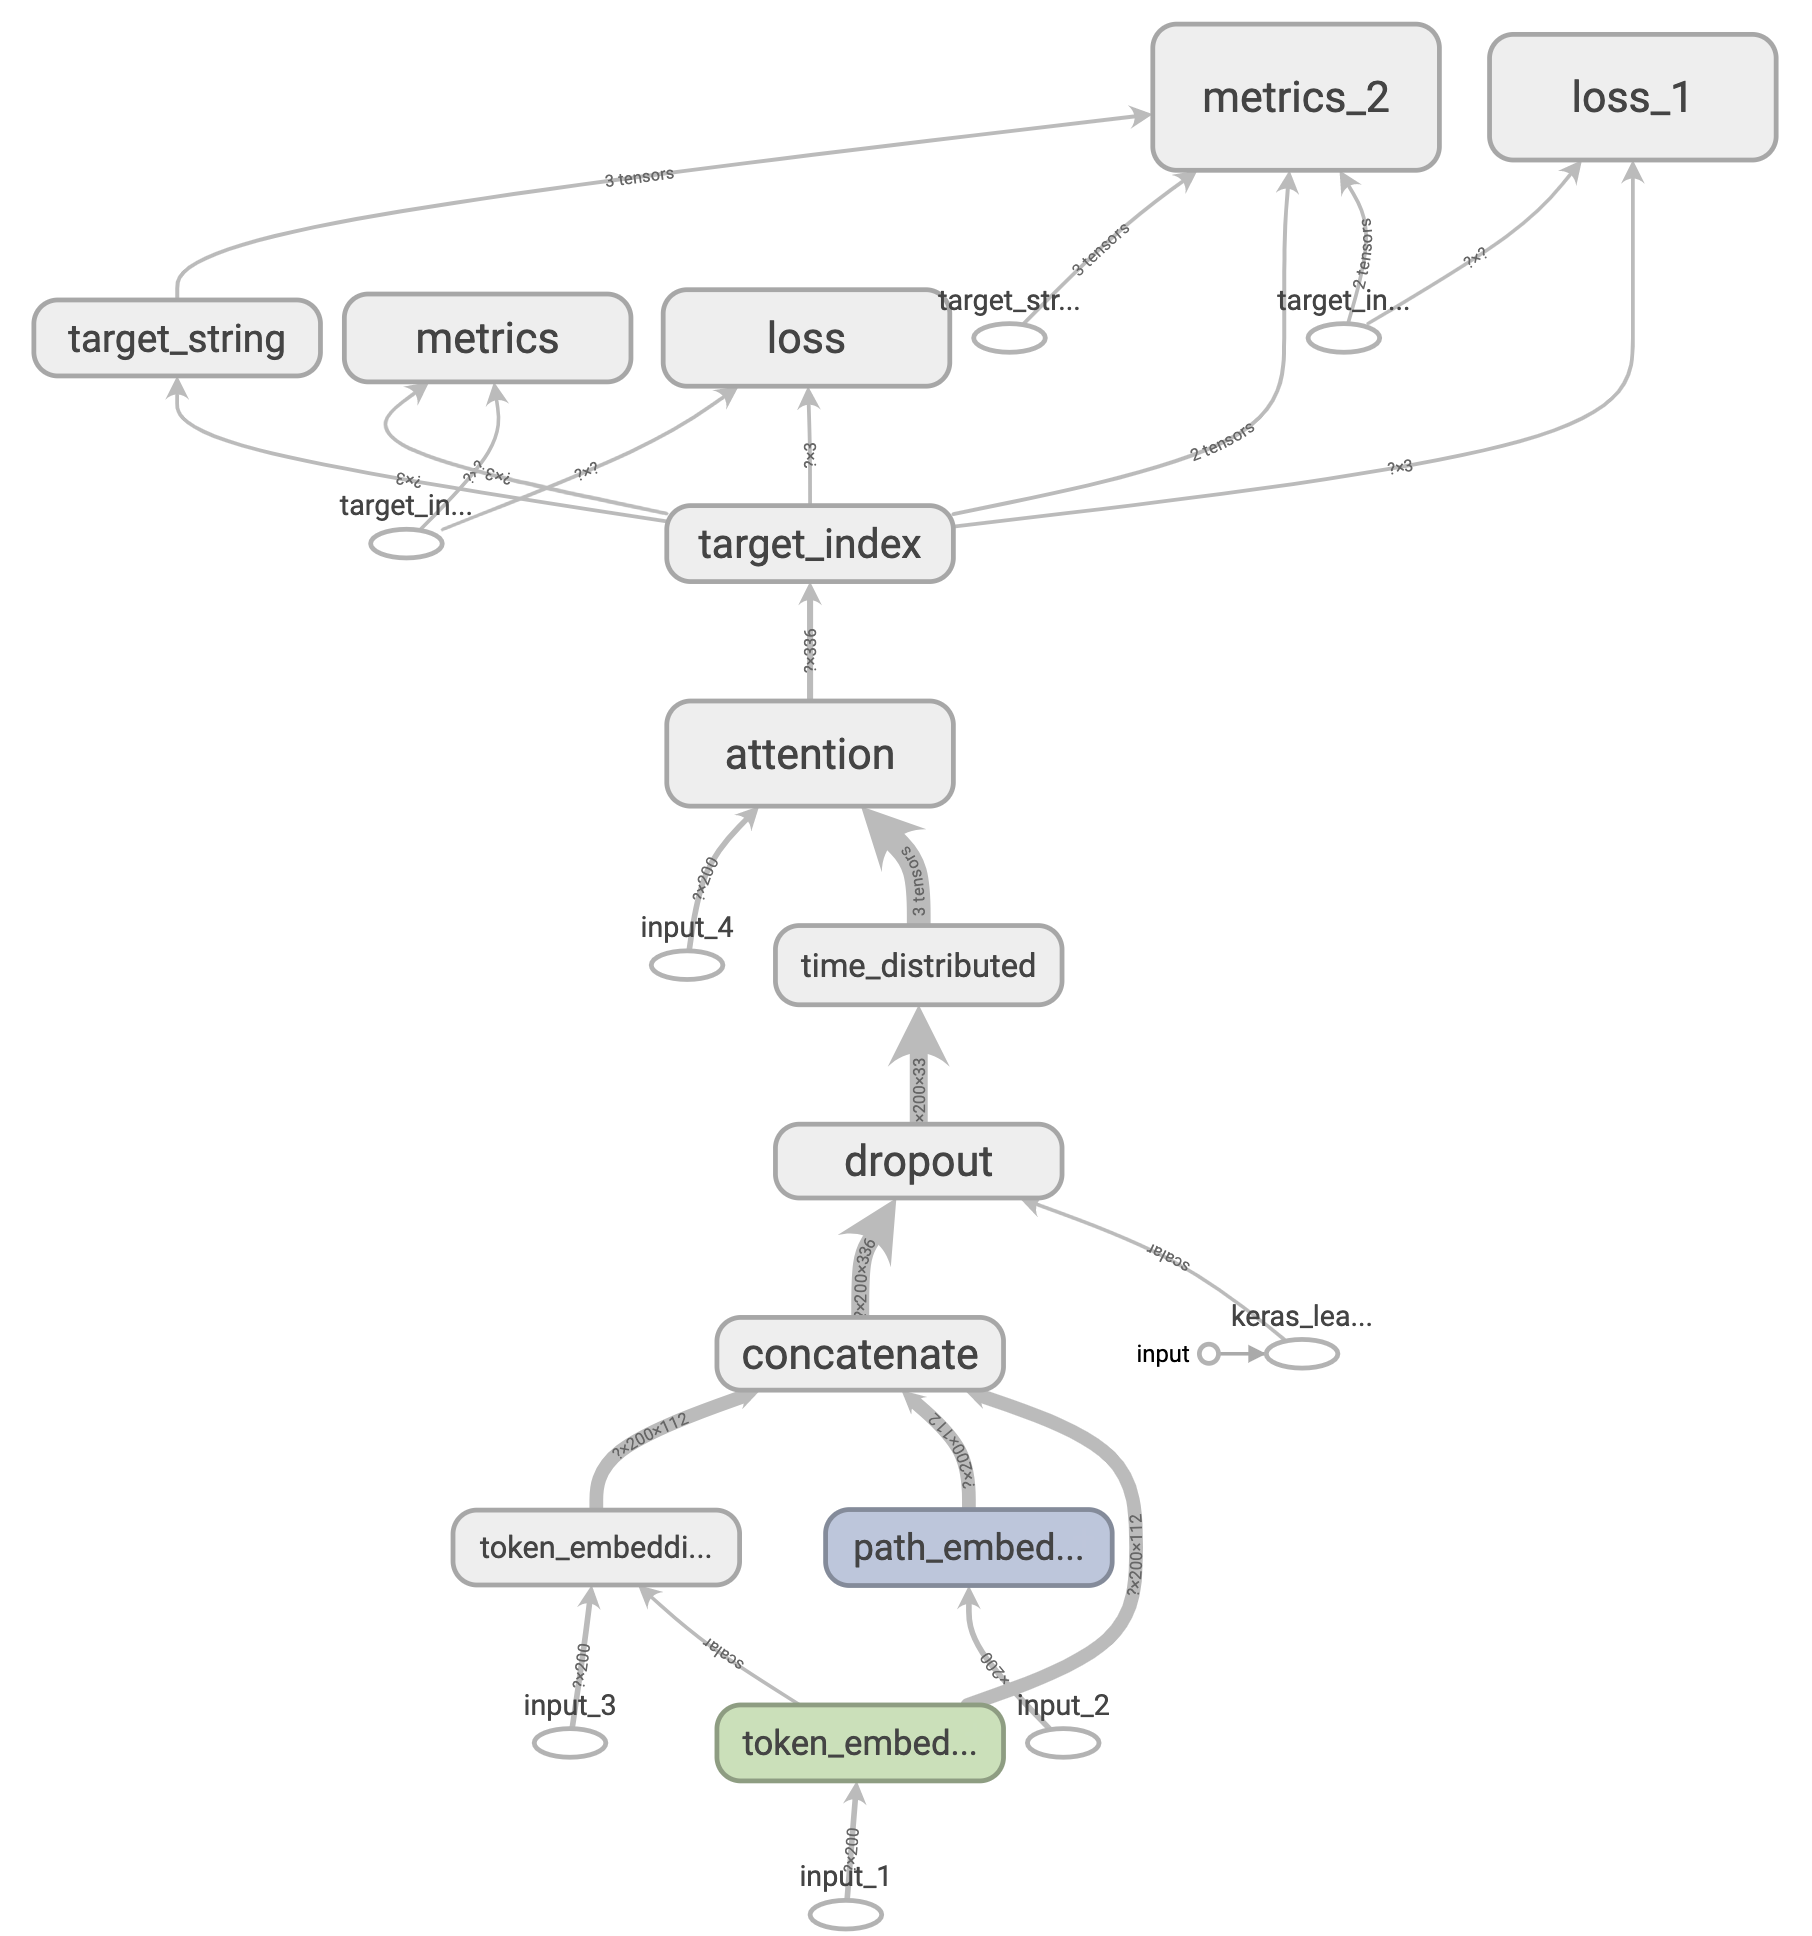 metrics_2
loss_1
3 tensors
3 tensors
2 tensors
?×?
target_string
metrics
loss
target_str...
target_in...
?×3
?×?
?×3
?×?
?×3
2 tensors
?×3
target_in...
target_index
?×336
attention
?×200
3 tensors
input_4
time_distributed
×200×33
dropout
?×200×336
scalar
keras_lea...
input
concatenate
?×200×112
?×200×112
?×200×112
token_embeddi...
path_embed...
?×200
scalar
×200
input_3
input_2
token_embed...
?×200
input_1